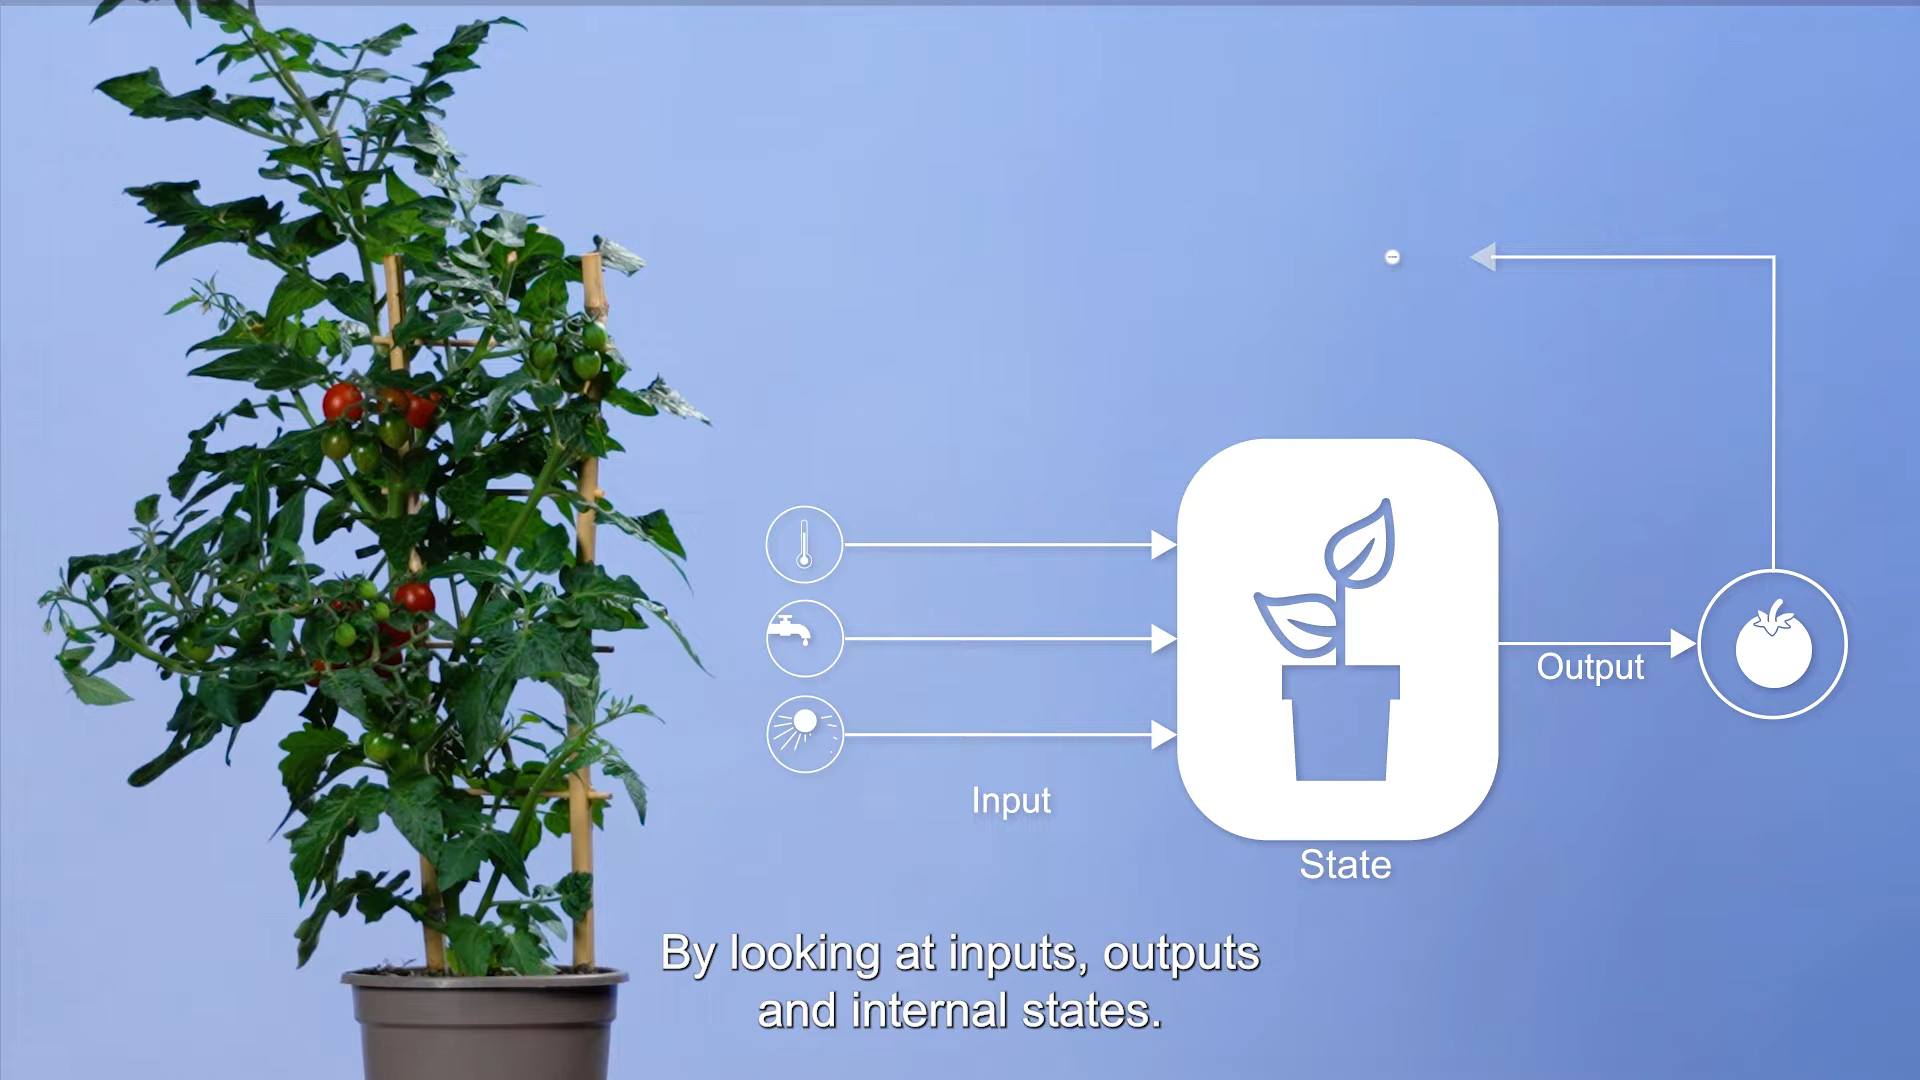 Input
Output
State
By looking at inputs, outputs
and internal states.